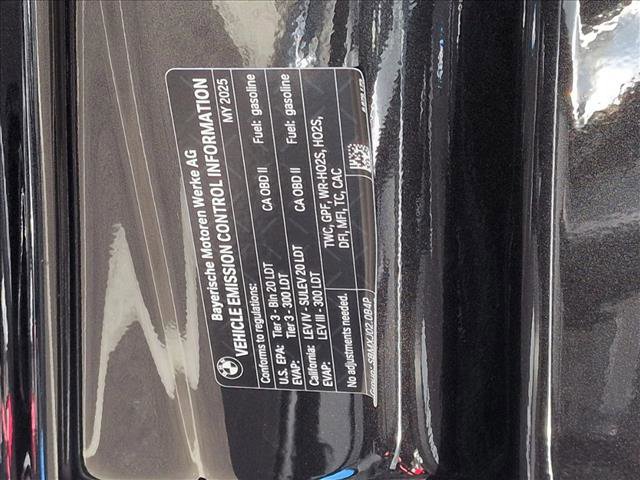 Bayerische Motoren Werke AG
VEHICLE EMISSION CONTROL INFORMATION
MY 2025
Conforms to regulations:
U.S. EPA: Tier 3 - Bin 20 LDT CA OBD II Fuel: gasoline
EVAP: Tier 3 - 300 LDT
California: LEV IV - SULEV 20 LDT CA OBD II Fuel: gasoline
EVAP: LEV III - 300 LDT
No adjustments needed. TWC, GPF, WR-HO2S, HO2S,
DFI, MFI, TC, CAC